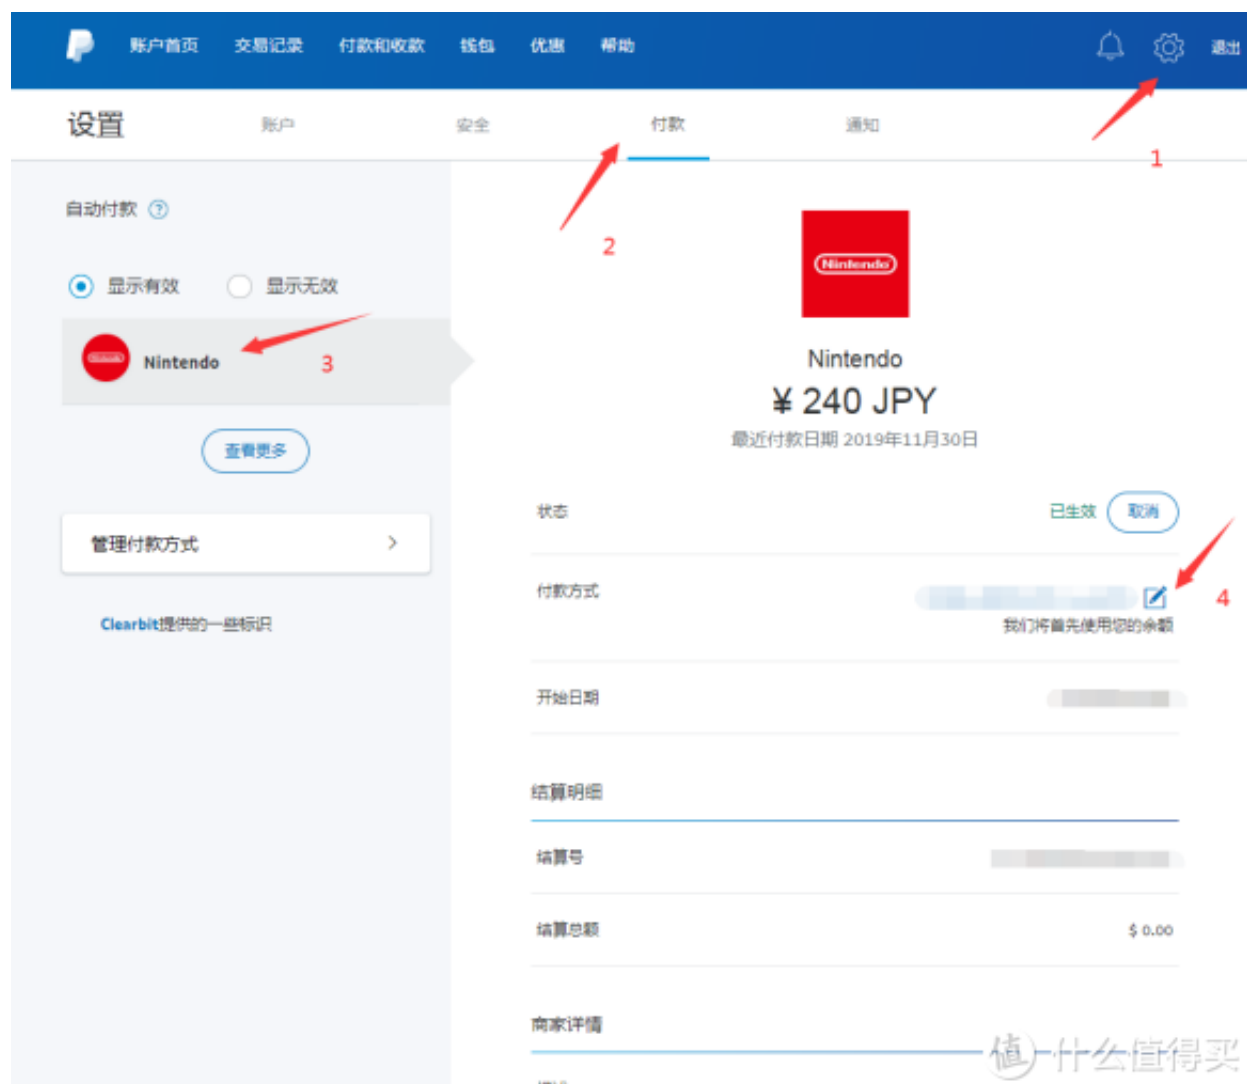 账户首页 交易记录 付款和收款 钱包 优惠 帮助 退出
设置 账户 安全 付款 通知
1
2
自动付款 ?
显示有效 显示无效
Nintendo
Nintendo
3
查看更多
管理付款方式
Clearbit提供的一些标识
Nintendo
Nintendo
¥ 240 JPY
最近付款日期 2019年11月30日
状态 已生效 取消
付款方式
4
我们将首先使用您的余额
开始日期
结算明细
结算号
结算总额 $ 0.00
商家详情
值 什么值得买